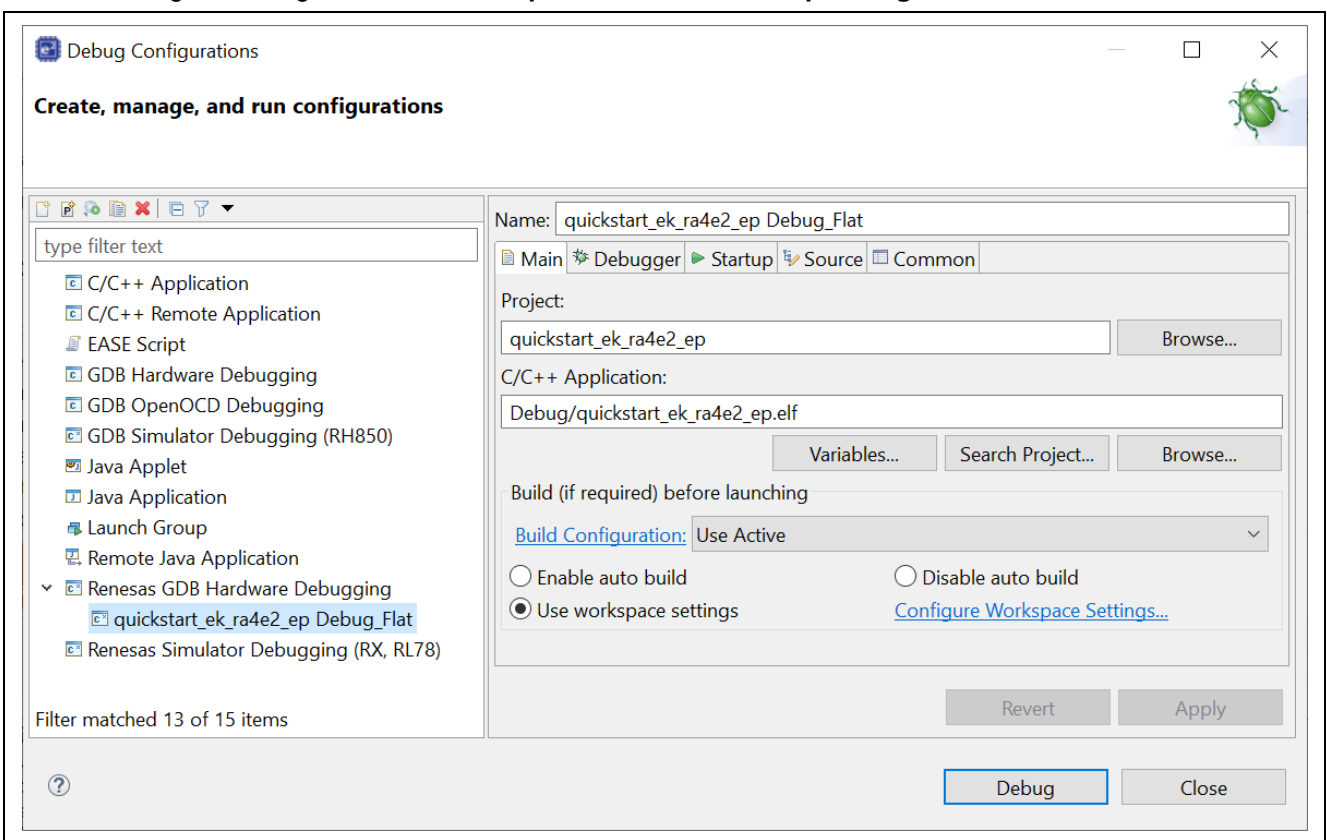 Debug Configurations
Create, manage, and run configurations
type filter text
C/C++ Application
C/C++ Remote Application
EASE Script
GDB Hardware Debugging
GDB OpenOCD Debugging
GDB Simulator Debugging (RH850)
Java Applet
Java Application
Launch Group
Remote Java Application
Renesas GDB Hardware Debugging
quickstart_ek_ra4e2_ep Debug_Flat
Renesas Simulator Debugging (RX, RL78)
Filter matched 13 of 15 items
Name: quickstart_ek_ra4e2_ep Debug_Flat
Main Debugger Startup Source Common
Project:
quickstart_ek_ra4e2_ep Browse...
C/C++ Application:
Debug/quickstart_ek_ra4e2_ep.elf
Variables... Search Project... Browse...
Build (if required) before launching
Build Configuration: Use Active
Enable auto build Disable auto build
Use workspace settings Configure Workspace Settings...
Revert Apply
Debug Close